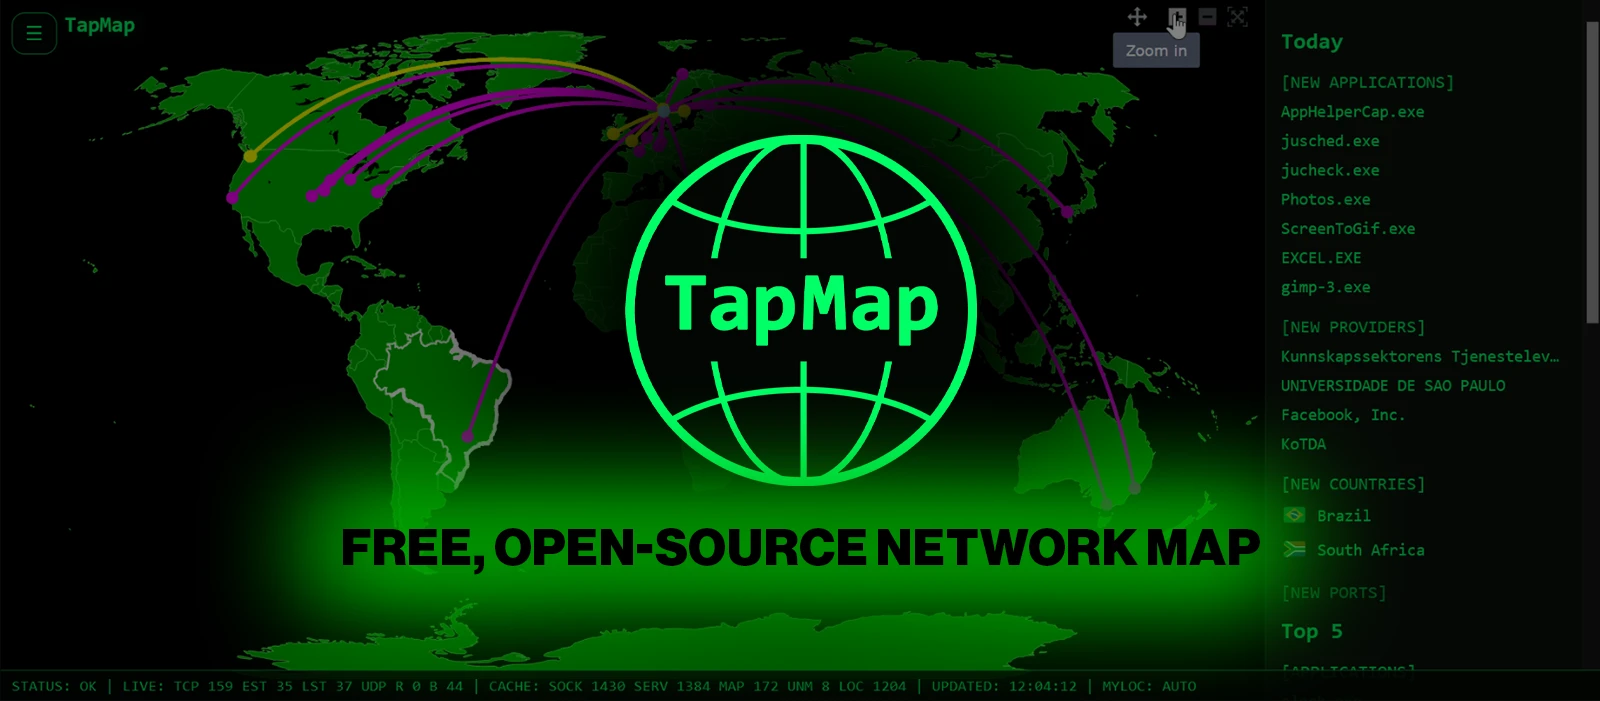 TapMap
Zoom in
TapMap
FREE, OPEN-SOURCE NETWORK MAP
Today
[NEW APPLICATIONS]
AppHelperCap.exe
jusched.exe
jucheck.exe
Photos.exe
ScreenToGif.exe
EXCEL.EXE
gimp-3.exe
[NEW PROVIDERS]
Kunnskapssektorens Tjenestelev…
UNIVERSIDADE DE SAO PAULO
Facebook, Inc.
KoTDA
[NEW COUNTRIES]
Brazil
South Africa
[NEW PORTS]
Top 5
[APPLICATIONS]
STATUS: OK | LIVE: TCP 159 EST 35 LST 37 UDP R 0 B 44 | CACHE: SOCK 1430 SERV 1384 MAP 172 UNM 8 LOC 1204 | UPDATED: 12:04:12 | MYLOC: AUTO